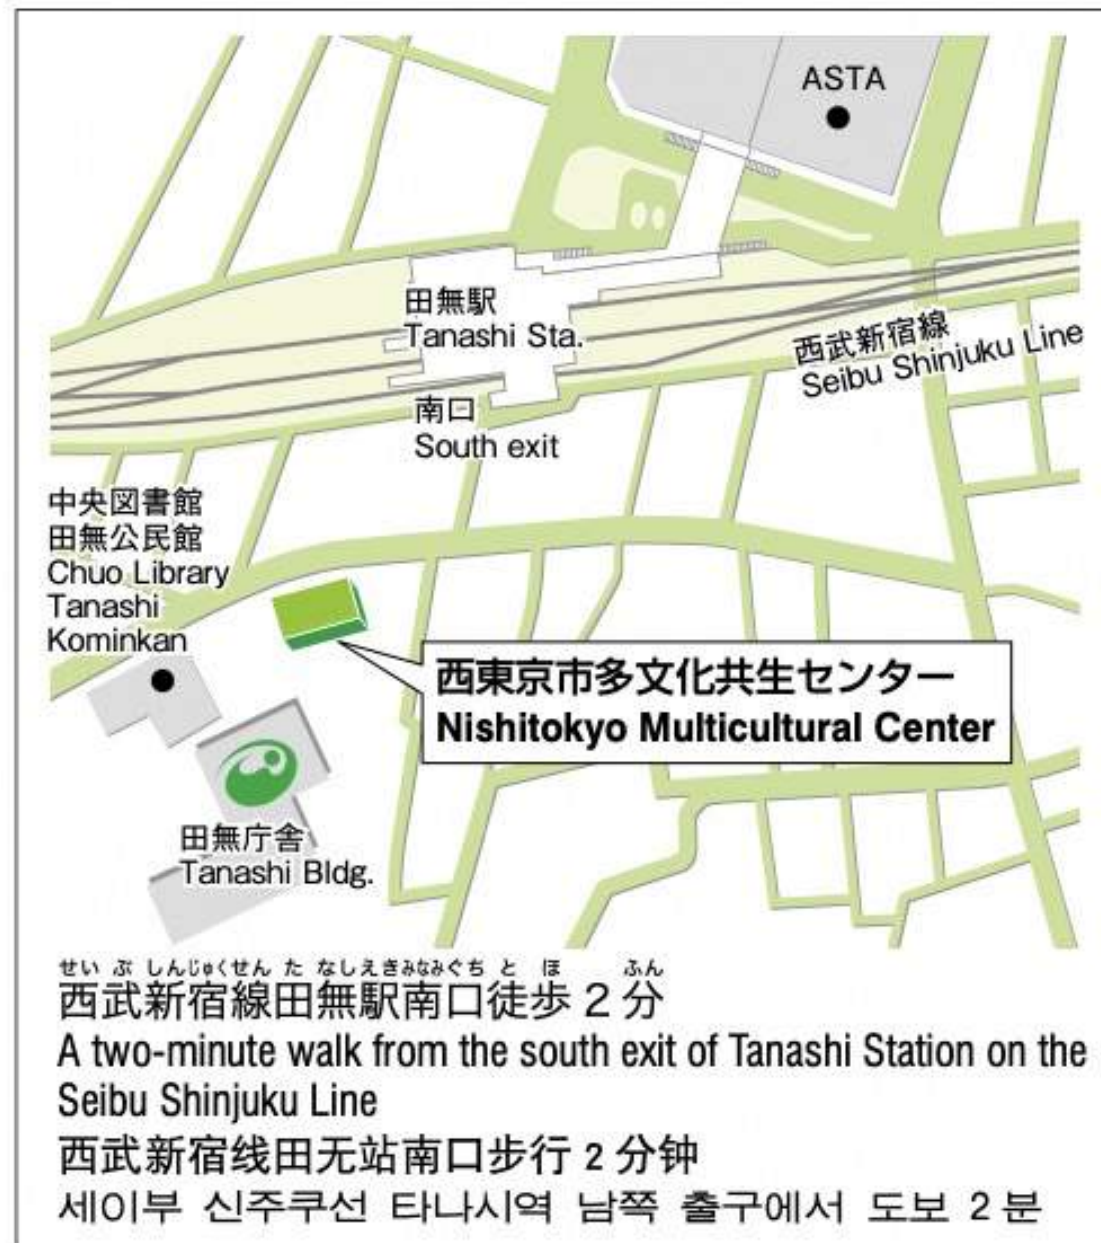 ASTA
田無駅
Tanashi Sta.
西武新宿線
Seibu Shinjuku Line
南口
South exit
中央図書館
田無公民館
Chuo Library
Tanashi
Kominkan
西東京市多文化共生センター
Nishitokyo Multicultural Center
田無庁舎
Tanashi Bldg.
せい ぶ しんじゅくせん た なしえきみなみぐち と ほ ふん
西武新宿線田無駅南口徒歩 2 分
A two-minute walk from the south exit of Tanashi Station on the
Seibu Shinjuku Line
西武新宿线田无站南口步行 2 分钟
세이부 신주쿠선 타나시역 남쪽 출구에서 도보 2 분